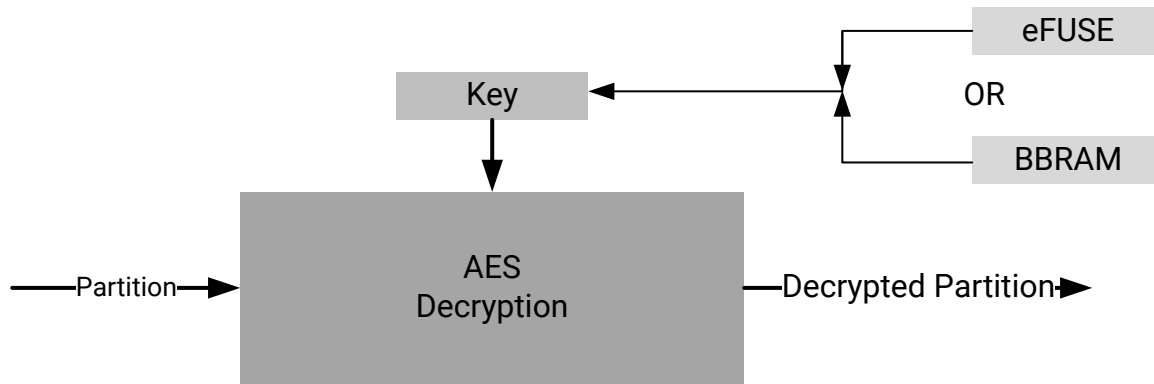 eFUSE
Key
OR
BBRAM
AES
Decryption
Partition
Decrypted Partition